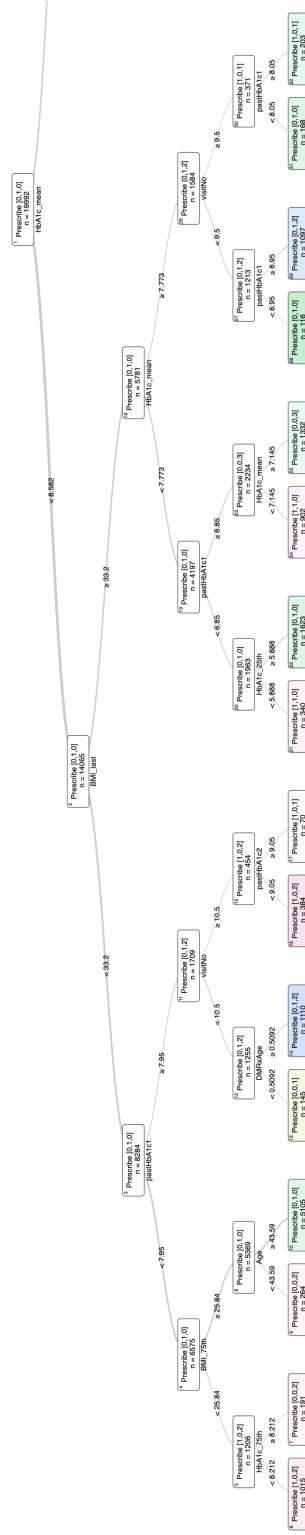 1 Prescribe [0,1,0]
n = 19992
HbA1c_mean
< 8.582
2 Prescribe [0,1,0]
n = 14065
BMI_last
< 33.2
≥ 33.2
3 Prescribe [0,1,0]
n = 8284
pastHbA1c1
< 7.95
≥ 7.95
4 Prescribe [0,1,0]
n = 6575
BMI_75th
< 25.84
≥ 25.84
5 Prescribe [1,0,2]
n = 1206
HbA1c_75th
< 8.212
≥ 8.212
6 Prescribe [1,0,2]
n = 1015
7 Prescribe [0,0,2]
n = 191
8 Prescribe [0,1,0]
n = 5369
Age
< 43.59
≥ 43.59
9 Prescribe [0,0,2]
n = 264
10 Prescribe [0,1,0]
n = 5105
11 Prescribe [0,1,2]
n = 1709
visitNo
< 10.5
≥ 10.5
12 Prescribe [0,1,2]
n = 1255
DMRxAge
< 0.5092
≥ 0.5092
13 Prescribe [0,0,1]
n = 145
14 Prescribe [0,1,2]
n = 1110
15 Prescribe [1,0,2]
n = 454
pastHbA1c2
< 9.05
≥ 9.05
16 Prescribe [1,0,2]
n = 384
17 Prescribe [1,0,1]
n = 70
18 Prescribe [0,1,0]
n = 5781
HbA1c_mean
< 7.773
≥ 7.773
19 Prescribe [0,1,0]
n = 4197
pastHbA1c1
< 6.85
≥ 6.85
20 Prescribe [0,1,0]
n = 1963
HbA1c_25th
< 5.888
≥ 5.888
21 Prescribe [1,1,0]
n = 340
22 Prescribe [0,1,0]
n = 1623
23 Prescribe [0,0,3]
n = 2234
HbA1c_mean
< 7.145
≥ 7.145
24 Prescribe [1,1,0]
n = 902
25 Prescribe [0,0,3]
n = 1332
26 Prescribe [0,1,2]
n = 1584
visitNo
< 9.5
≥ 9.5
27 Prescribe [0,1,2]
n = 1213
pastHbA1c1
< 6.95
≥ 6.95
28 Prescribe [0,1,0]
n = 116
29 Prescribe [0,1,2]
n = 1097
30 Prescribe [1,0,1]
n = 371
pastHbA1c1
< 8.05
≥ 8.05
31 Prescribe [0,1,0]
n = 168
32 Prescribe [1,0,1]
n = 203